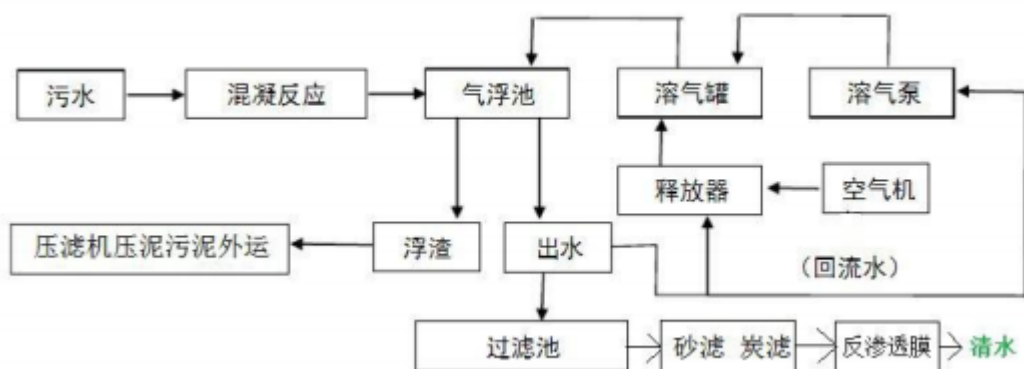 污水
混凝反应
气浮池
溶气罐
溶气泵
释放器
空气机
压滤机压泥污泥外运
浮渣
出水
（回流水）
过滤池
砂滤 炭滤
反渗透膜
清水